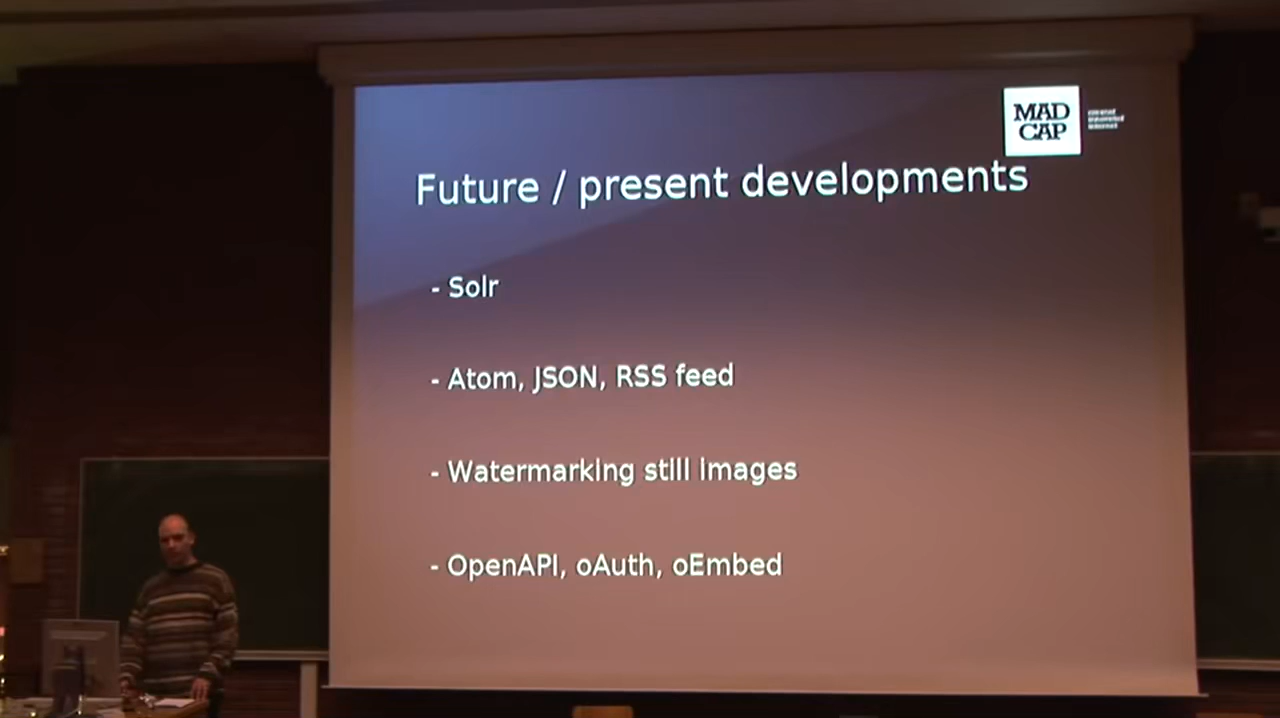 MAD
CAP
Future / present developments
- Solr
- Atom, JSON, RSS feed
- Watermarking still images
- OpenAPI, oAuth, oEmbed